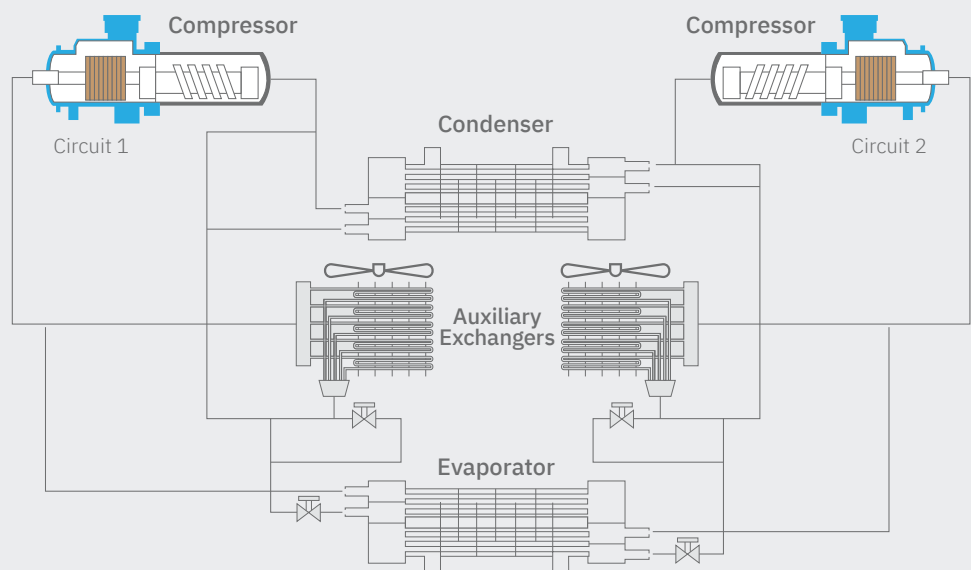 Compressor
Compressor
Circuit 1
Condenser
Circuit 2
Auxiliary
Exchangers
Evaporator